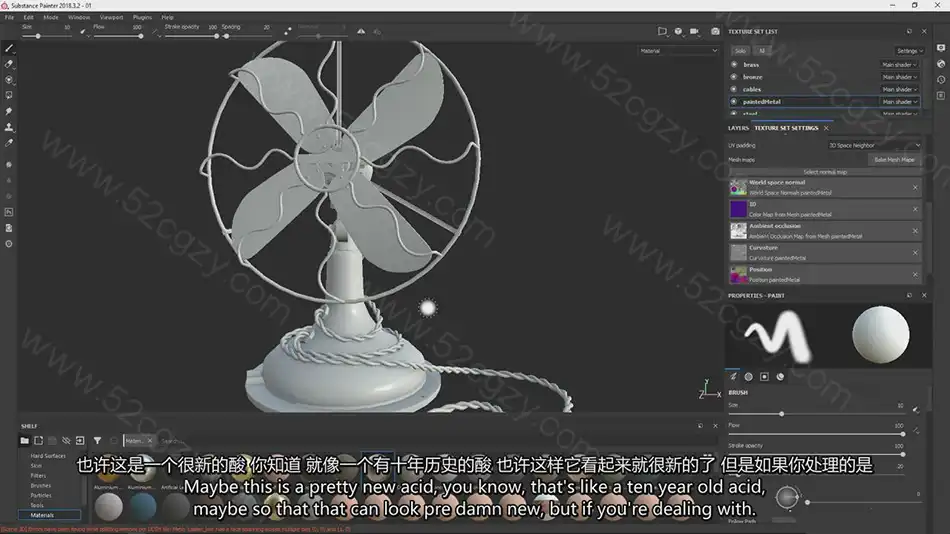 Substance Painter 2018.3.2 - 01
File Edit Mode Window Viewport Plugins Help
Size 10 Flow 100 Stroke opacity 100 Spacing 20
Material
TEXTURE SET LIST
Solo All Settings
brass Main shader
bronze Main shader
cables Main shader
paintedMetal Main shader
steel Main shader
LAYERS TEXTURE SET SETTINGS
UV padding 3D Space Neighbor
Mesh maps Bake Mesh Maps
Select normal map
World space normal
World Space Normals paintedMetal
ID
Color Map from Mesh paintedMetal
Ambient occlusion
Ambient Occlusion Map from Mesh paintedMetal
Curvature
Curvature paintedMetal
Position
Position paintedMetal
PROPERTIES - PAINT
BRUSH
Size 10
Flow 100
Stroke opacity 100
20
Y
Z X
SHELF
Materi... Search...
Hard Surfaces
Skin
Filters
Brushes
Particles
Tools
Materials
Aluminium ... Aluminium ... Artificial Le...
也许这是一个很新的酸 你知道 就像一个有十年历史的酸 也许这样它看起来就很新的了 但是如果你处理的是
Maybe this is a pretty new acid, you know, that's like a ten year old acid,
maybe so that that can look pre damn new, but if you're dealing with.
www.52cgzy.com